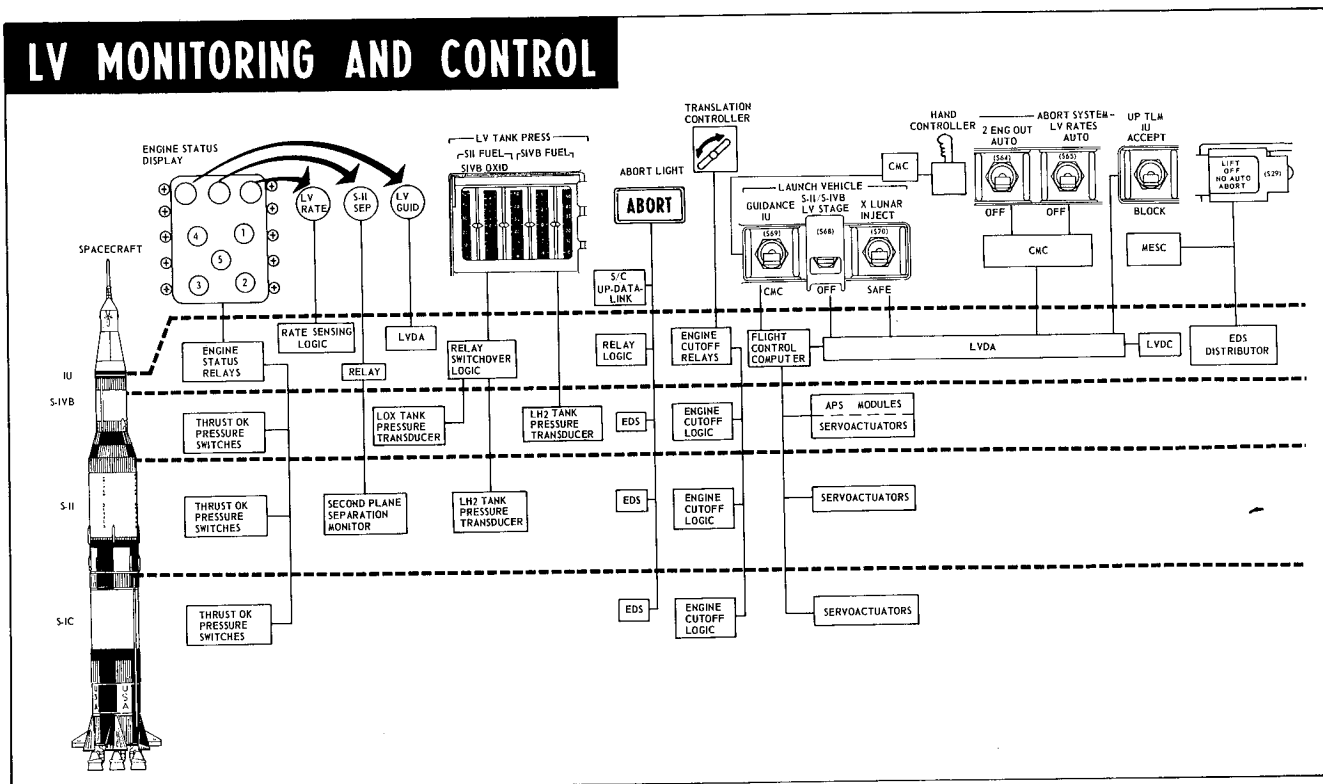 LV MONITORING AND CONTROL
ENGINE STATUS
DISPLAY
4
1
5
3
2
LV
RATE
S-II
SEP
LV
GUID
LV TANK PRESS
SII FUEL
SIVB FUEL
SIVB OXID
ABORT LIGHT
ABORT
TRANSLATION
CONTROLLER
CMC
HAND
CONTROLLER
LAUNCH VEHICLE
GUIDANCE
IU
S-II/S-IVB
LV STAGE
X LUNAR
INJECT
(S69)
(S68)
(S70)
CMC
OFF
SAFE
ABORT SYSTEM-
2 ENG OUT
AUTO
LV RATES
AUTO
(S64)
(S65)
OFF
OFF
CMC
UP TLM
IU
ACCEPT
BLOCK
LIFT
OFF
NO AUTO
ABORT
(S29)
MESC
SPACECRAFT
S/C
UP-DATA-
LINK
IU
ENGINE
STATUS
RELAYS
RATE SENSING
LOGIC
RELAY
LVDA
RELAY
SWITCHOVER
LOGIC
RELAY
LOGIC
ENGINE
CUTOFF
RELAYS
FLIGHT
CONTROL
COMPUTER
LVDA
LVDC
EDS
DISTRIBUTOR
S-IVB
THRUST OK
PRESSURE
SWITCHES
LOX TANK
PRESSURE
TRANSDUCER
LH2 TANK
PRESSURE
TRANSDUCER
EDS
ENGINE
CUTOFF
LOGIC
APS MODULES
SERVOACTUATORS
S-II
THRUST OK
PRESSURE
SWITCHES
SECOND PLANE
SEPARATION
MONITOR
LH2 TANK
PRESSURE
TRANSDUCER
EDS
ENGINE
CUTOFF
LOGIC
SERVOACTUATORS
S-IC
THRUST OK
PRESSURE
SWITCHES
EDS
ENGINE
CUTOFF
LOGIC
SERVOACTUATORS
USA